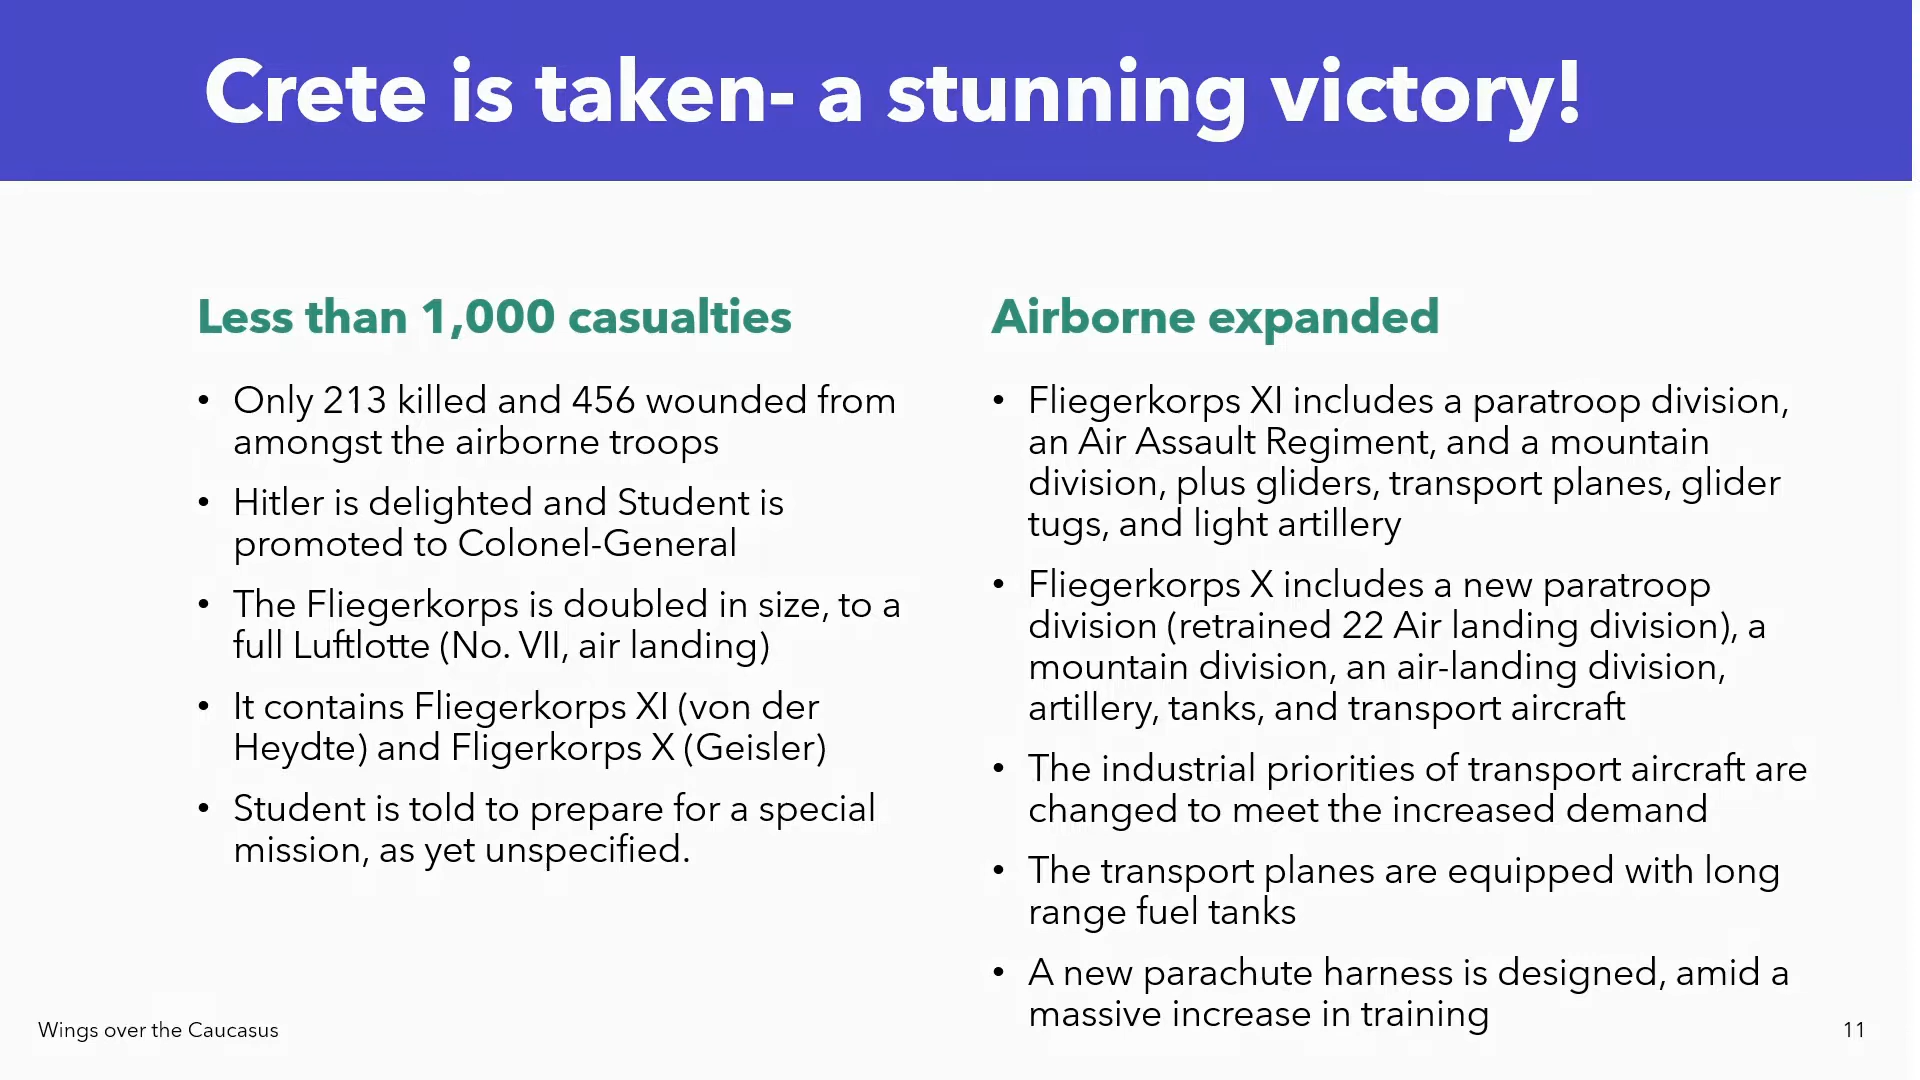 Crete is taken- a stunning victory!
Less than 1,000 casualties
• Only 213 killed and 456 wounded from
amongst the airborne troops
• Hitler is delighted and Student is
promoted to Colonel-General
• The Fliegerkorps is doubled in size, to a
full Luftlotte (No. VII, air landing)
• It contains Fliegerkorps XI (von der
Heydte) and Fligerkorps X (Geisler)
• Student is told to prepare for a special
mission, as yet unspecified.
Airborne expanded
• Fliegerkorps XI includes a paratroop division,
an Air Assault Regiment, and a mountain
division, plus gliders, transport planes, glider
tugs, and light artillery
• Fliegerkorps X includes a new paratroop
division (retrained 22 Air landing division), a
mountain division, an air-landing division,
artillery, tanks, and transport aircraft
• The industrial priorities of transport aircraft are
changed to meet the increased demand
• The transport planes are equipped with long
range fuel tanks
• A new parachute harness is designed, amid a
massive increase in training
Wings over the Caucasus
11